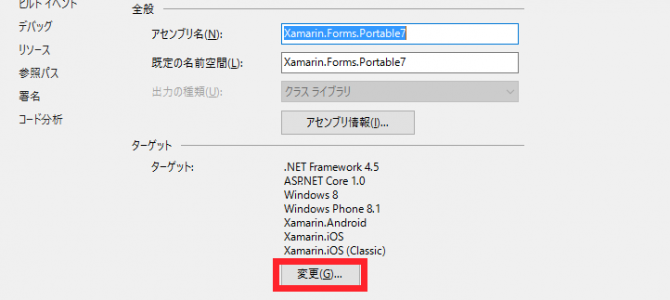 ビルド イベント
デバッグ
リソース
参照パス
署名
コード分析
全般
アセンブリ名(N):
Xamarin.Forms.Portable7
既定の名前空間(L):
Xamarin.Forms.Portable7
出力の種類(U):
クラス ライブラリ
アセンブリ情報(I)...
ターゲット
ターゲット:
.NET Framework 4.5
ASP.NET Core 1.0
Windows 8
Windows Phone 8.1
Xamarin.Android
Xamarin.iOS
Xamarin.iOS (Classic)
変更(G)...